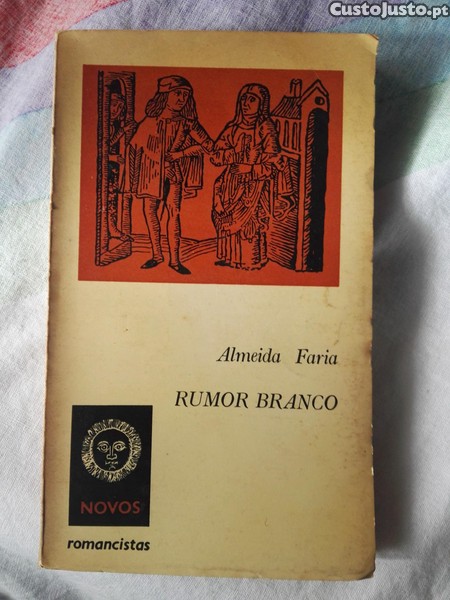 CustoJusto.pt
Almeida Faria
RUMOR BRANCO
NOVOS
romancistas